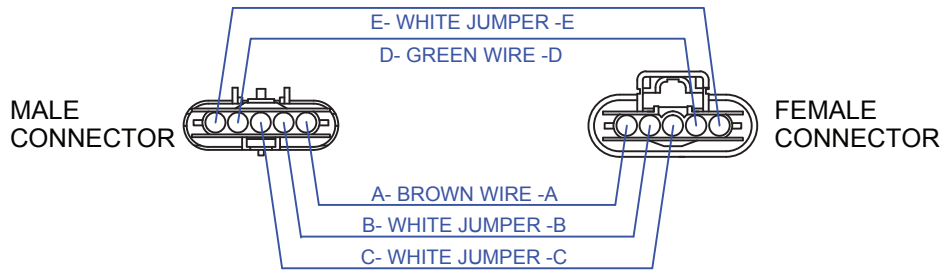 E- WHITE JUMPER -E
D- GREEN WIRE -D
MALE
CONNECTOR
FEMALE
CONNECTOR
A- BROWN WIRE -A
B- WHITE JUMPER -B
C- WHITE JUMPER -C